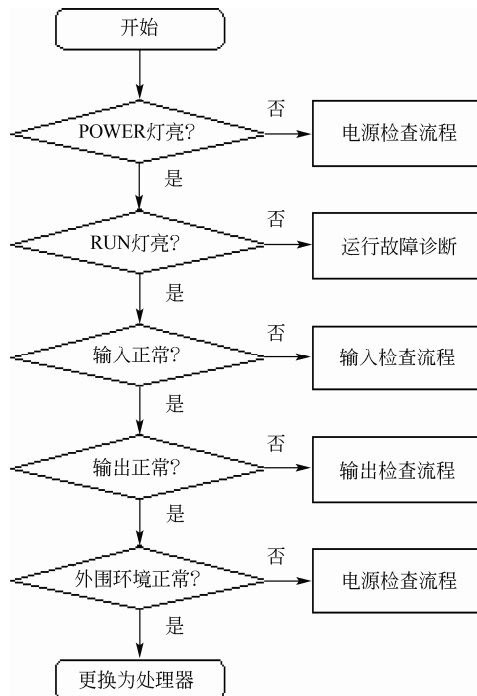 开始
POWER灯亮?
否
电源检查流程
是
RUN灯亮?
否
运行故障诊断
是
输入正常?
否
输入检查流程
是
输出正常?
否
输出检查流程
是
外围环境正常?
否
电源检查流程
是
更换为处理器